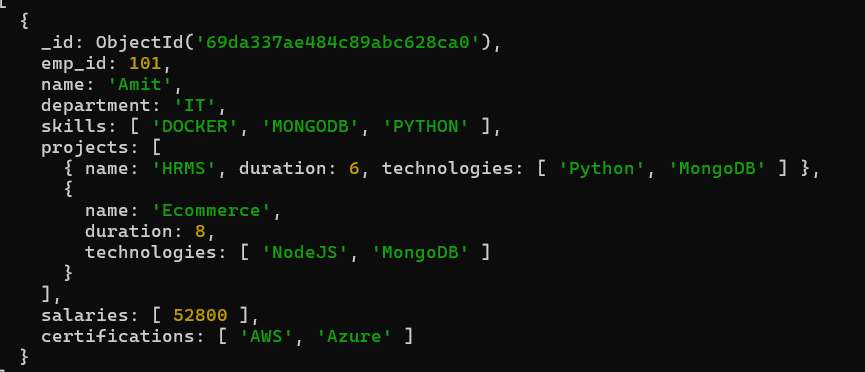 [
  {
    _id: ObjectId('69da337ae484c89abc628ca0'),
    emp_id: 101,
    name: 'Amit',
    department: 'IT',
    skills: [ 'DOCKER', 'MONGODB', 'PYTHON' ],
    projects: [
      { name: 'HRMS', duration: 6, technologies: [ 'Python', 'MongoDB' ] },
      {
        name: 'Ecommerce',
        duration: 8,
        technologies: [ 'NodeJS', 'MongoDB' ]
      }
    ],
    salaries: [ 52800 ],
    certifications: [ 'AWS', 'Azure' ]
  }